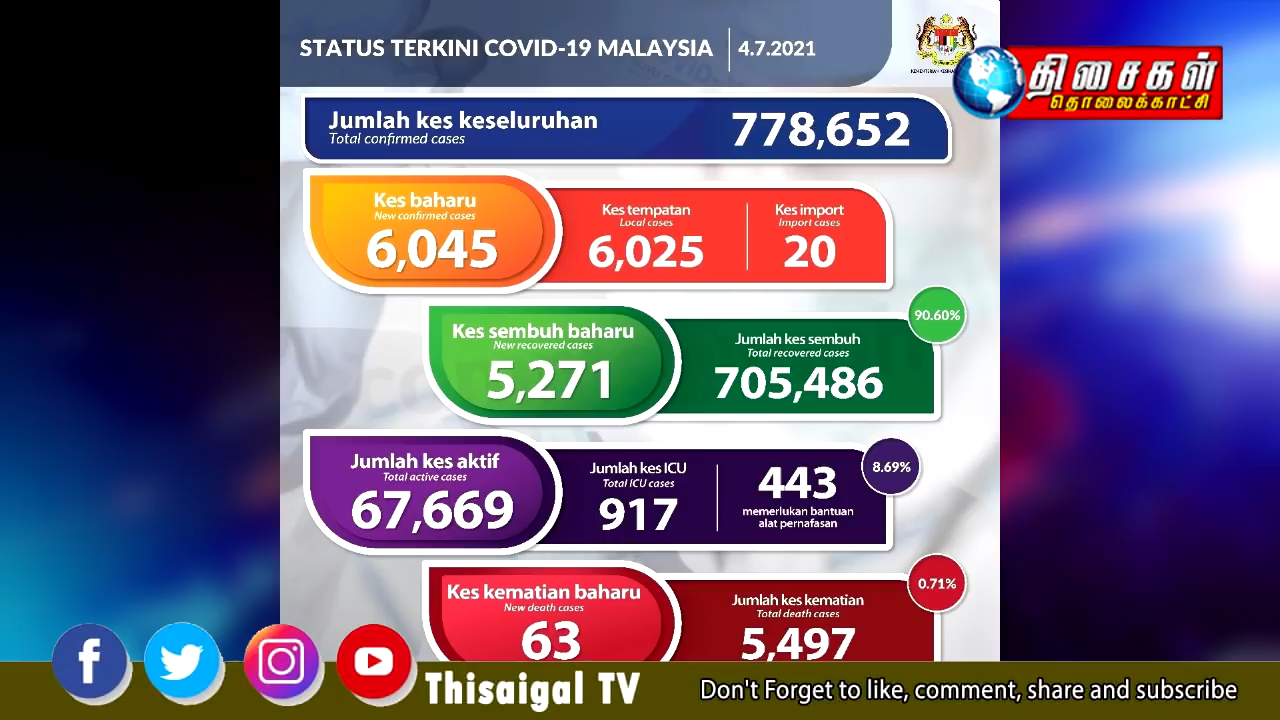 STATUS TERKINI COVID-19 MALAYSIA 4.7.2021
திசைகள்
தொலைக்காட்சி
Jumlah kes keseluruhan
Total confirmed cases
778,652
Kes baharu
New confirmed cases
6,045
Kes tempatan
Local cases
6,025
Kes import
Import cases
20
Kes sembuh baharu
New recovered cases
5,271
Jumlah kes sembuh
Total recovered cases
705,486
90.60%
Jumlah kes aktif
Total active cases
67,669
Jumlah kes ICU
Total ICU cases
917
443
memerlukan bantuan
alat pernafasan
8.69%
Kes kematian baharu
New death cases
63
Jumlah kes kematian
Total death cases
5,497
0.71%
Thisaigal TV
Don't Forget to like, comment, share and subscribe